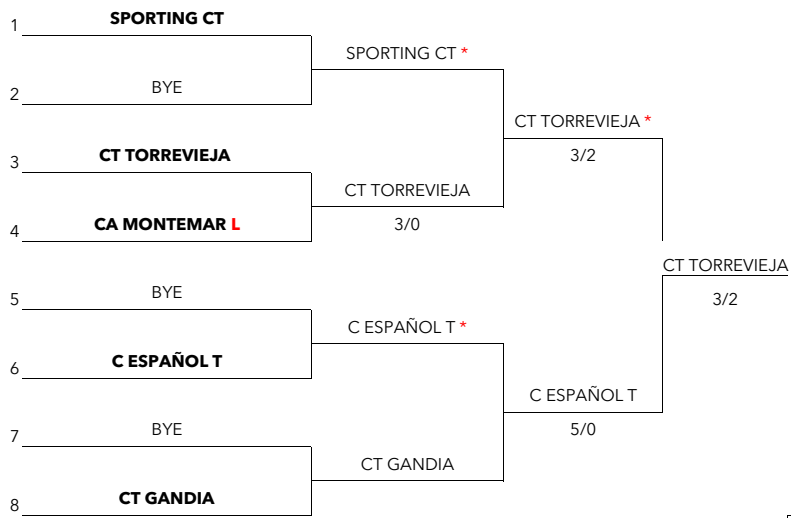 SPORTING CT
1
SPORTING CT *
BYE
2
CT TORREVIEJA *
CT TORREVIEJA
3/2
3
CT TORREVIEJA
CA MONTEMAR L
3/0
4
CT TORREVIEJA
BYE
3/2
5
C ESPAÑOL T *
C ESPAÑOL T
6
C ESPAÑOL T
BYE
5/0
7
CT GANDIA
CT GANDIA
8